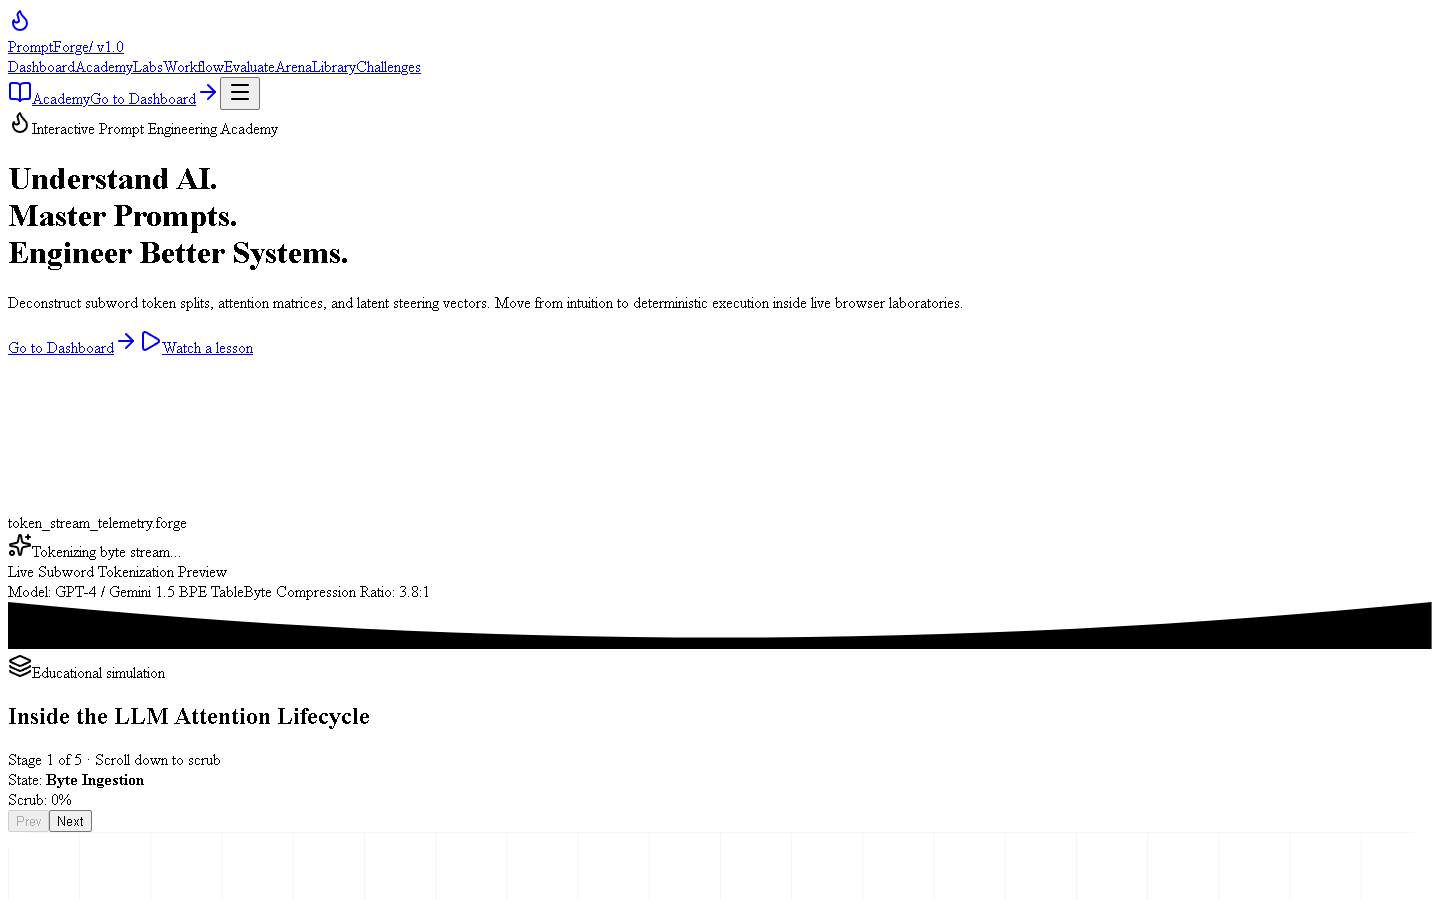 PromptForge/ v1.0
DashboardAcademyLabsWorkflowEvaluateArenaLibraryChallenges
AcademyGo to Dashboard
Interactive Prompt Engineering Academy
Understand AI.
Master Prompts.
Engineer Better Systems.
Deconstruct subword token splits, attention matrices, and latent steering vectors. Move from intuition to deterministic execution inside live browser laboratories.
Go to Dashboard Watch a lesson
token_stream_telemetry.forge
Tokenizing byte stream...
Live Subword Tokenization Preview
Model: GPT-4 / Gemini 1.5 BPE TableByte Compression Ratio: 3.8:1
Educational simulation
Inside the LLM Attention Lifecycle
Stage 1 of 5 · Scroll down to scrub
State: Byte Ingestion
Scrub: 0%
Prev Next